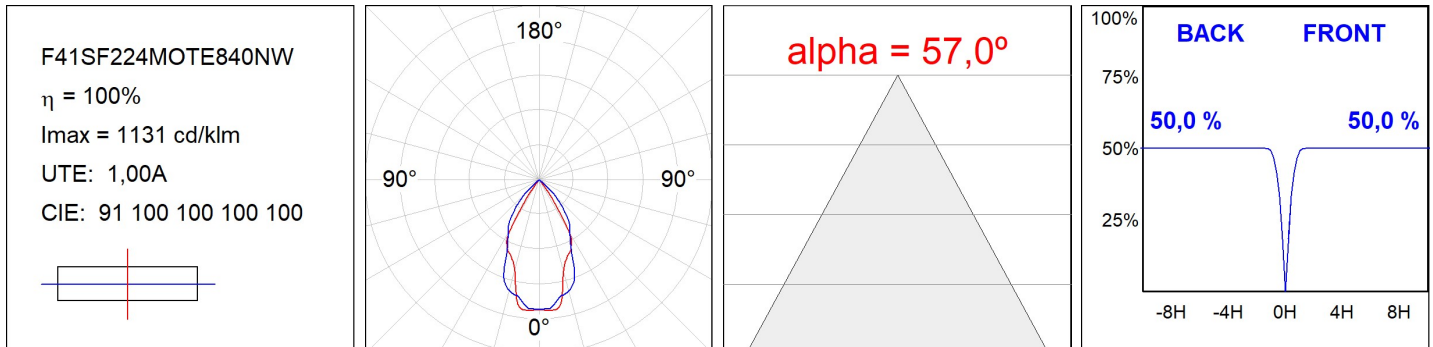 F41SF224MOTE840NW
η = 100%
Imax = 1131 cd/klm
UTE: 1,00A
CIE: 91 100 100 100 100
180°
90°
90°
0°
alpha = 57,0º
100%
BACK
FRONT
75%
50,0 %
50,0 %
50%
25%
-8H
-4H
0H
4H
8H